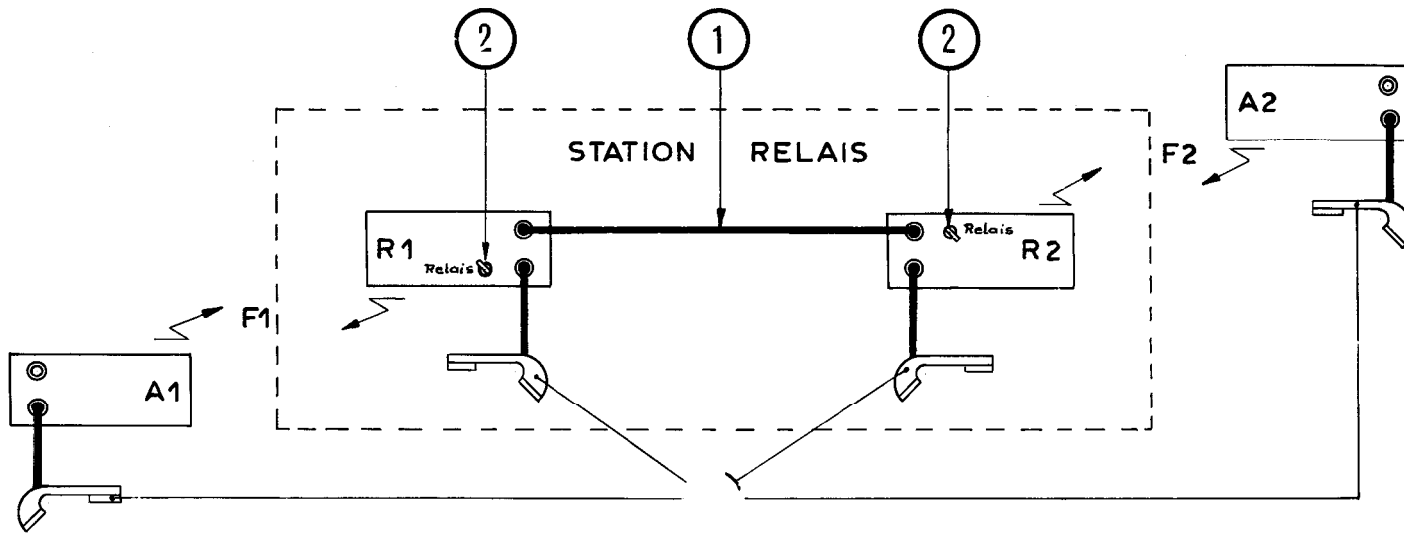 2 1 2
A2
STATION RELAIS
F2
R1 Relais
Relais R2
F1
A1